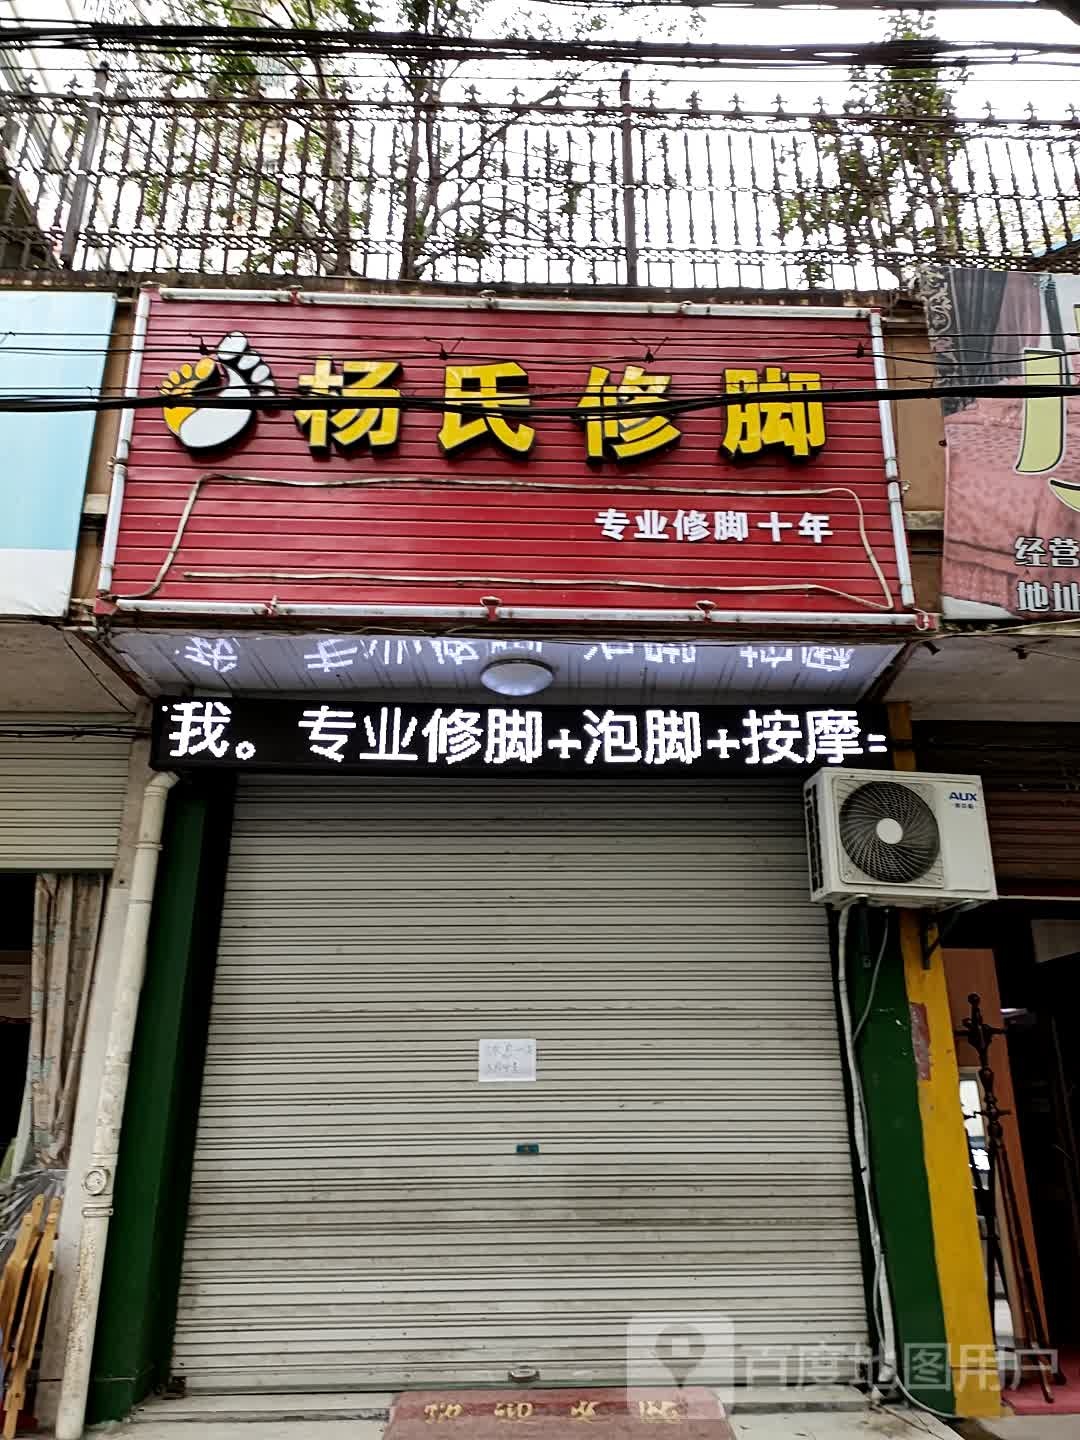 杨氏修脚
专业修脚十年
经营
地址
我。专业修脚+泡脚+按摩=
AUX
百度地图用户